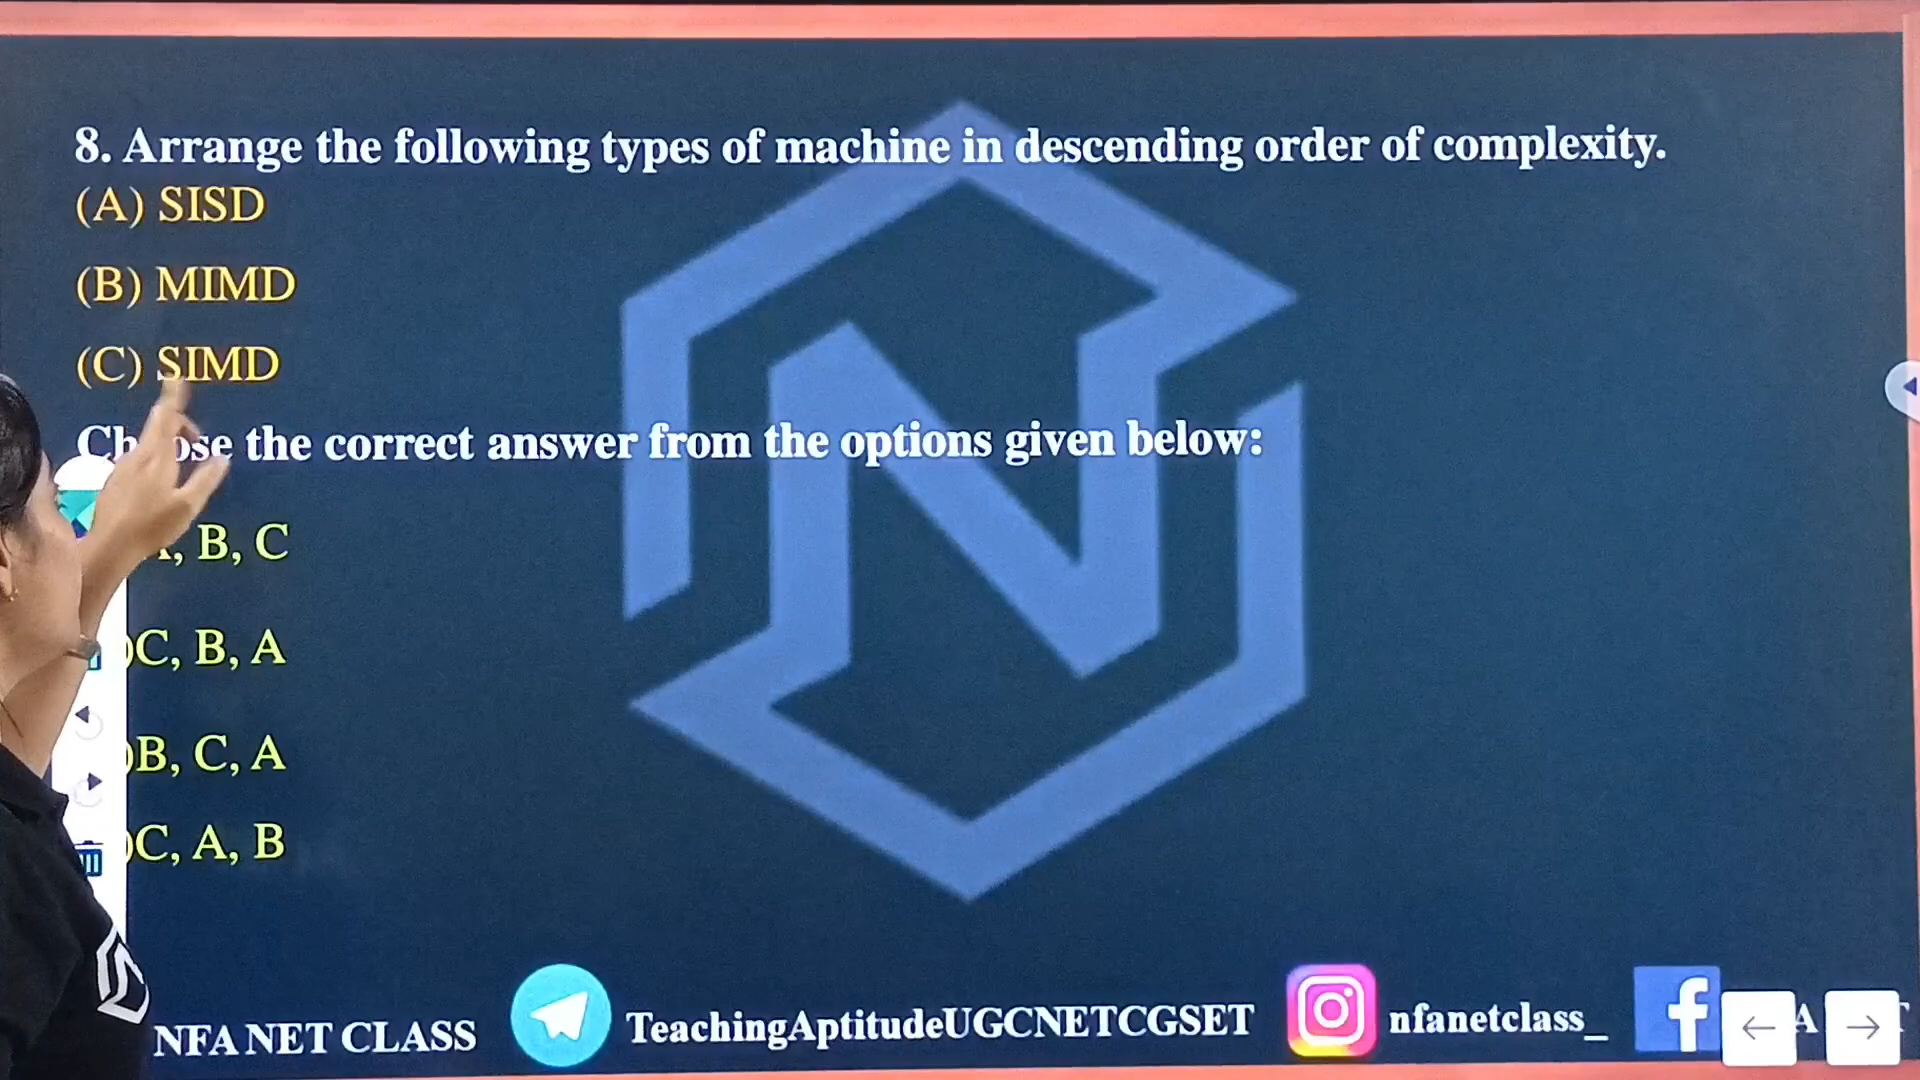 8. Arrange the following types of machine in descending order of complexity.
(A) SISD
(B) MIMD
(C) SIMD
the correct answer from the options given below:
B, C
C, B, A
B, C, A
C, A, B
NFA NET CLASS
TeachingAptitudeUGCNETCGSET
nfanetclass_